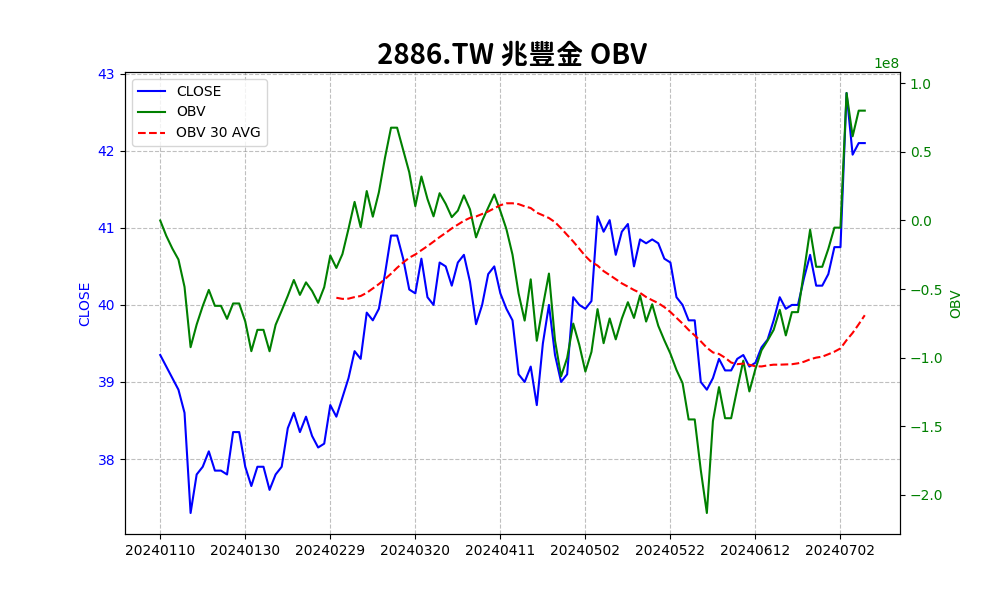 2886.TW 兆豐金 OBV
1e8
CLOSE
OBV
OBV 30 AVG
43
42
41
40
39
38
CLOSE
1.0
0.5
0.0
−0.5
−1.0
−1.5
−2.0
OBV
20240110 20240130 20240229 20240320 20240411 20240502 20240522 20240612 20240702